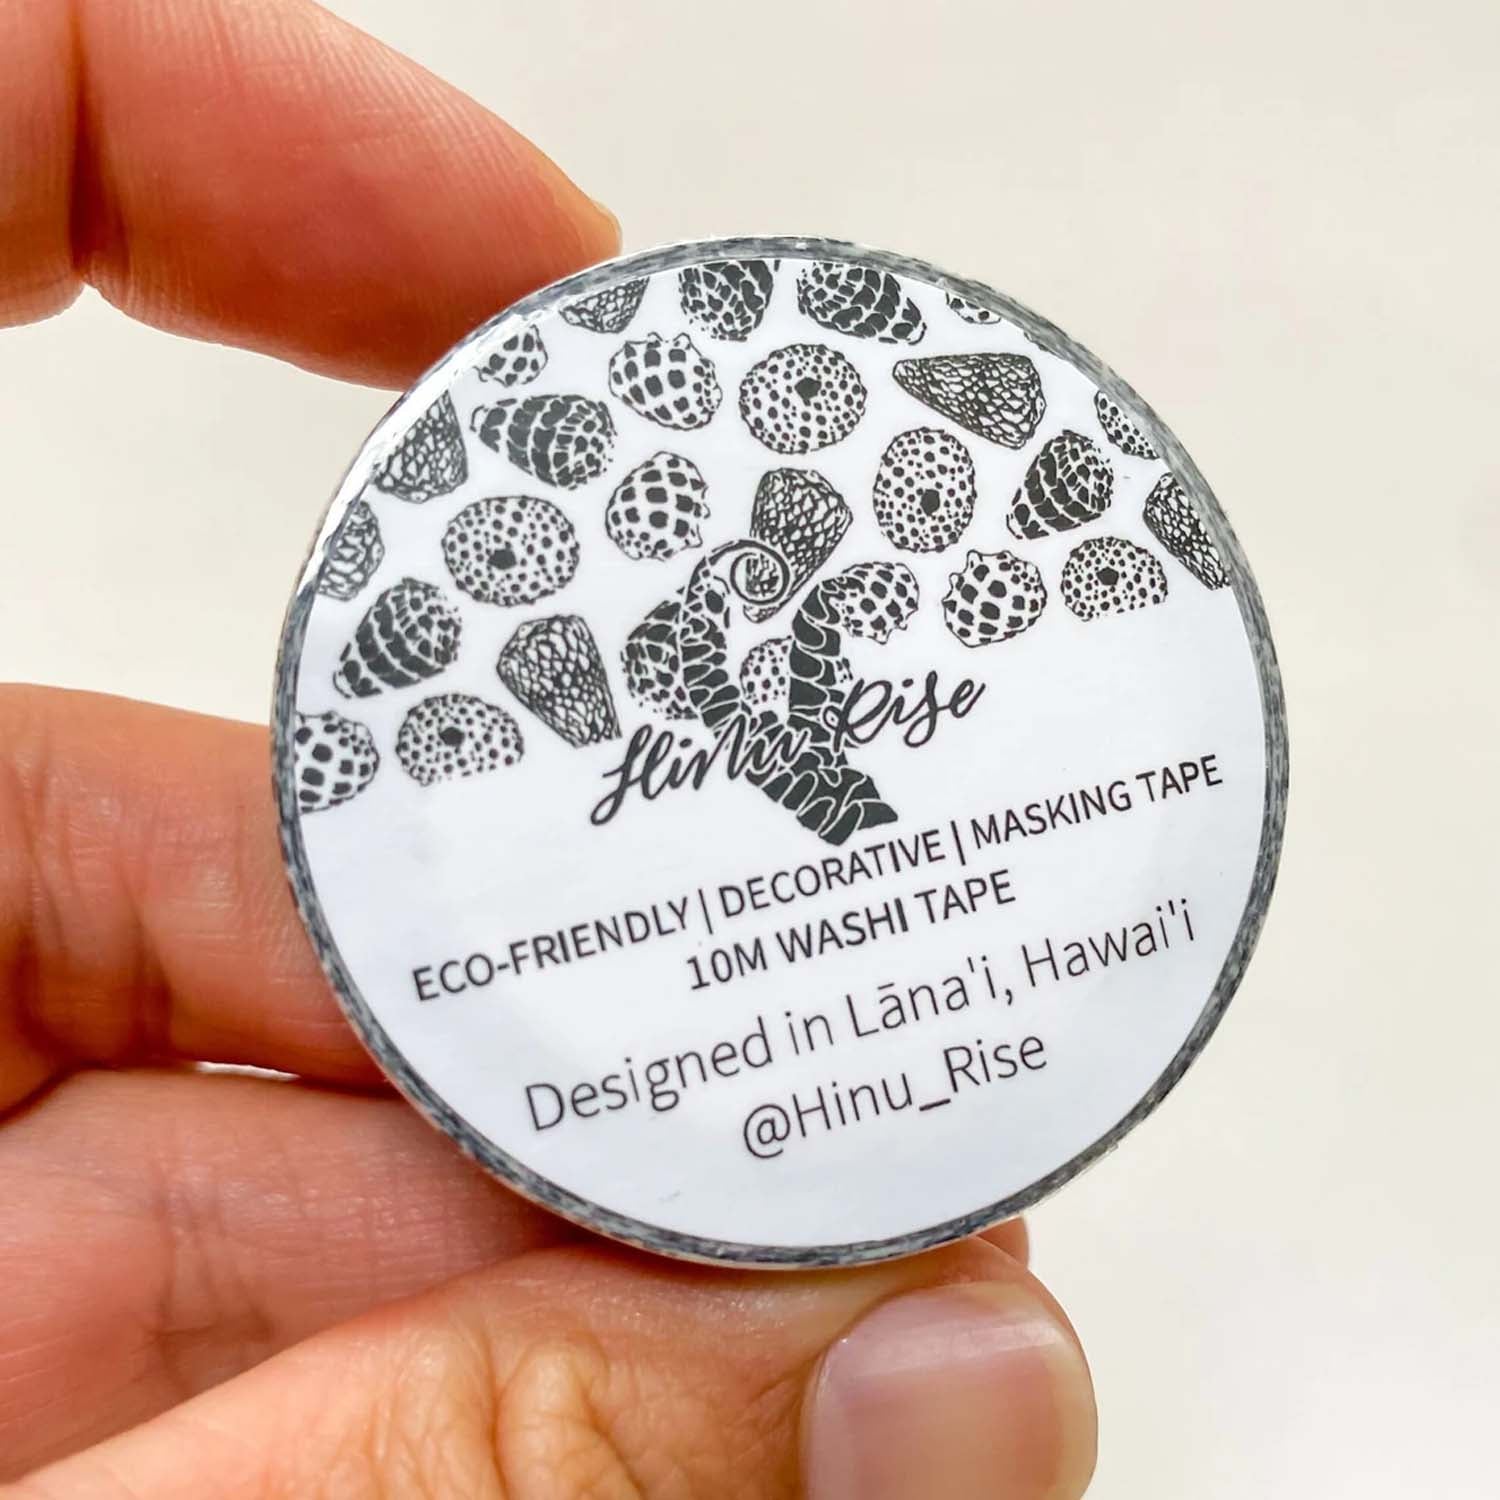 Hinu Rise
ECO-FRIENDLY | DECORATIVE | MASKING TAPE
10M WASHI TAPE
Designed in Lāna'i, Hawai'i
@Hinu_Rise